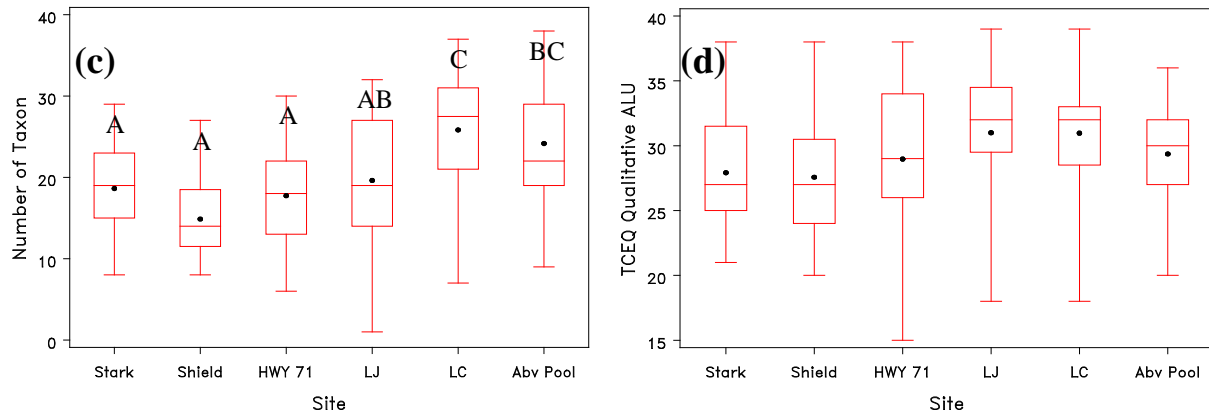 (c)
Number of Taxon
40
30
20
10
0
A
A
A
AB
C
BC
Stark Shield HWY 71 LJ LC Abv Pool
Site
(d)
TCEQ Qualitative ALU
40
35
30
25
20
15
Stark Shield HWY 71 LJ LC Abv Pool
Site